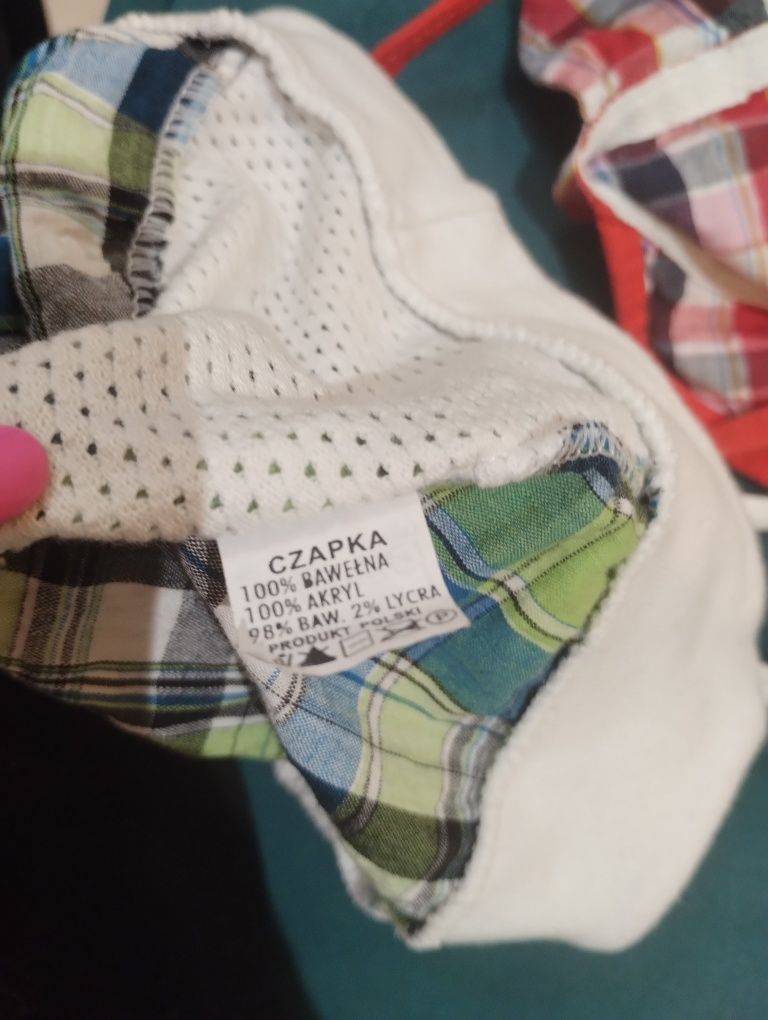 CZAPKA
100% BAWEŁNA
100% AKRYL
98% BAW. 2% LYCRA
PRODUKT POLSKI
P